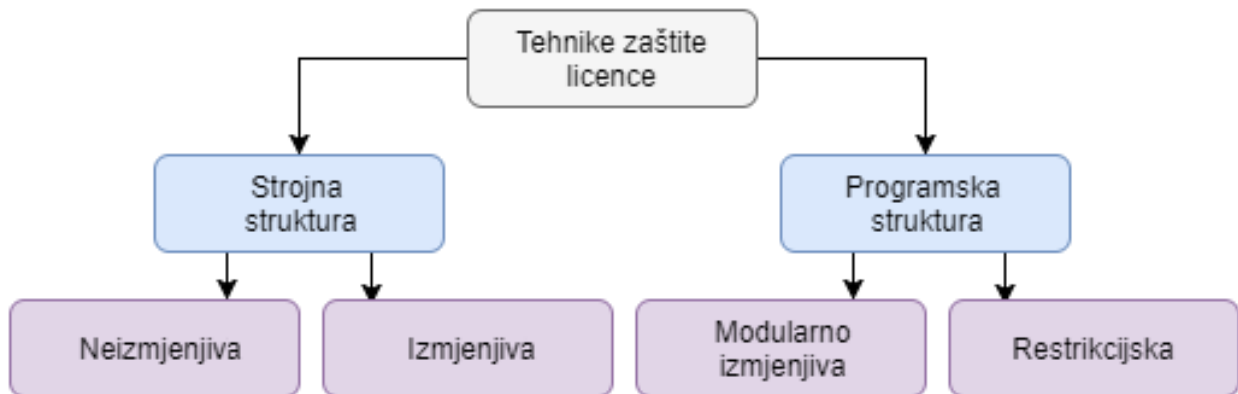 Tehnike zaštite
licence
Strojna
struktura
Programska
struktura
Neizmjenjiva
Izmjenjiva
Modularno
izmjenjiva
Restrikcijska